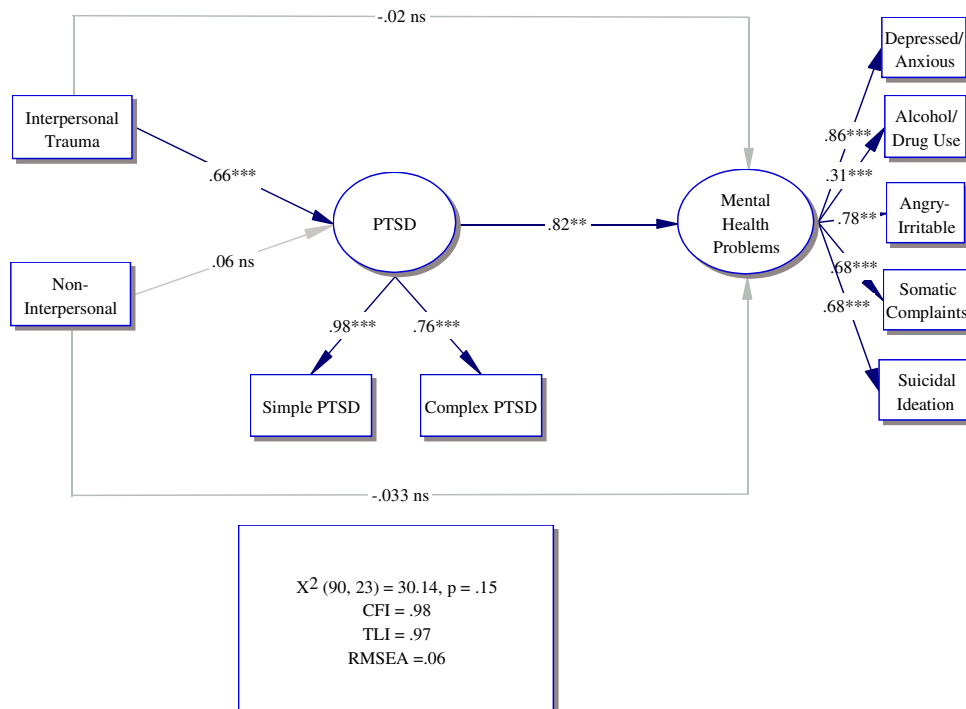 -.02 ns
Depressed/
Anxious
Interpersonal
Trauma
Alcohol/
Drug Use
.86***
.31***
.66***
PTSD
.82**
Mental
Health
Problems
.78**
Angry-
Irritable
.06 ns
Non-
Interpersonal
.68***
Somatic
Complaints
.68***
.98***
.76***
Simple PTSD
Complex PTSD
Suicidal
Ideation
-.033 ns
X2 (90, 23) = 30.14, p = .15
CFI = .98
TLI = .97
RMSEA =.06